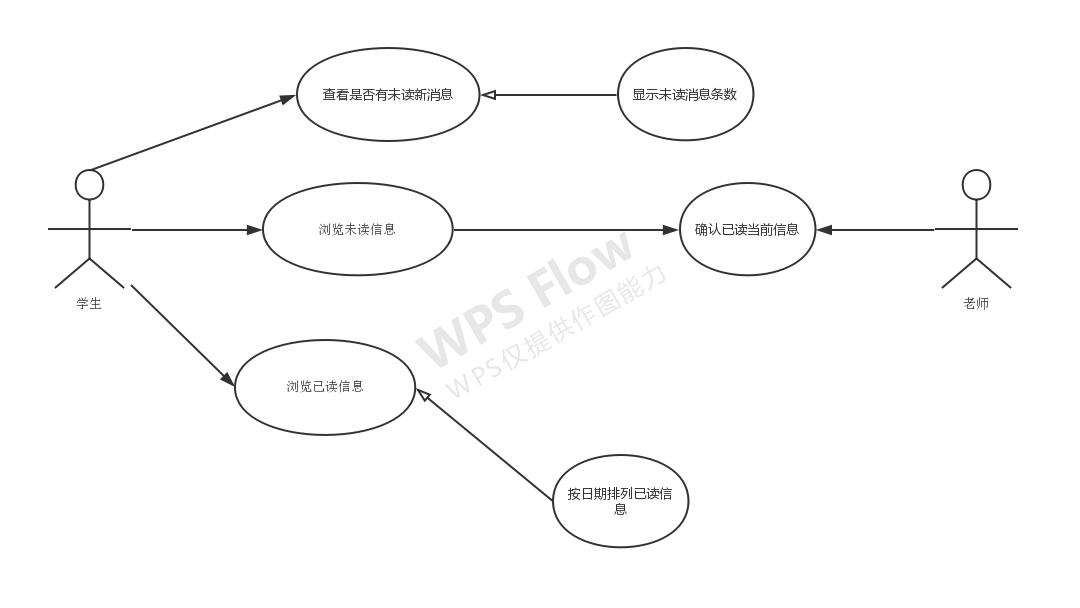 查看是否有未读新消息
显示未读消息条数
浏览未读信息
确认已读当前信息
学生
老师
WPS Flow
WPS仅提供作图能力
浏览已读信息
按日期排列已读信
息